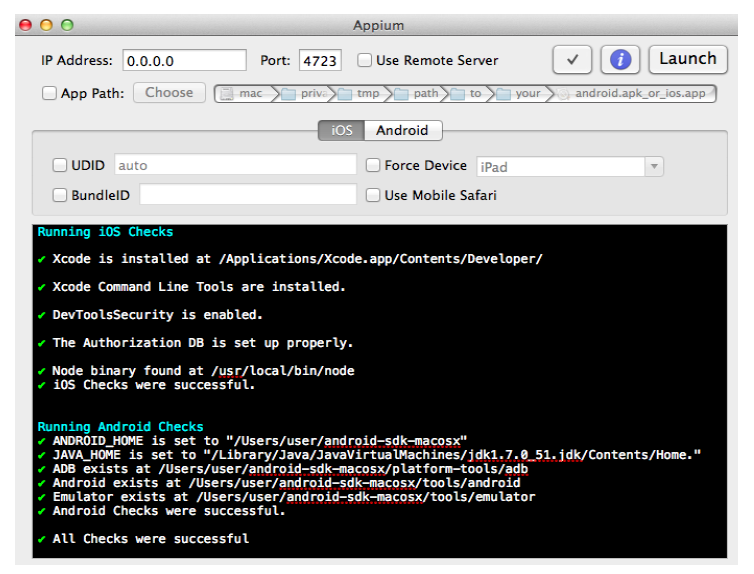 Appium
IP Address: 0.0.0.0 Port: 4723 Use Remote Server ✓ i Launch
App Path: Choose mac priv tmp path to your android.apk_or_ios.app
iOS Android
UDID auto Force Device iPad
BundleID Use Mobile Safari
Running iOS Checks
✔ Xcode is installed at /Applications/Xcode.app/Contents/Developer/
✔ Xcode Command Line Tools are installed.
✔ DevToolsSecurity is enabled.
✔ The Authorization DB is set up properly.
✔ Node binary found at /usr/local/bin/node
✔ iOS Checks were successful.
Running Android Checks
✔ ANDROID_HOME is set to "/Users/user/android-sdk-macosx"
✔ JAVA_HOME is set to "/Library/Java/JavaVirtualMachines/jdk1.7.0_51.jdk/Contents/Home."
✔ ADB exists at /Users/user/android-sdk-macosx/platform-tools/adb
✔ Android exists at /Users/user/android-sdk-macosx/tools/android
✔ Emulator exists at /Users/user/android-sdk-macosx/tools/emulator
✔ Android Checks were successful.
✔ All Checks were successful